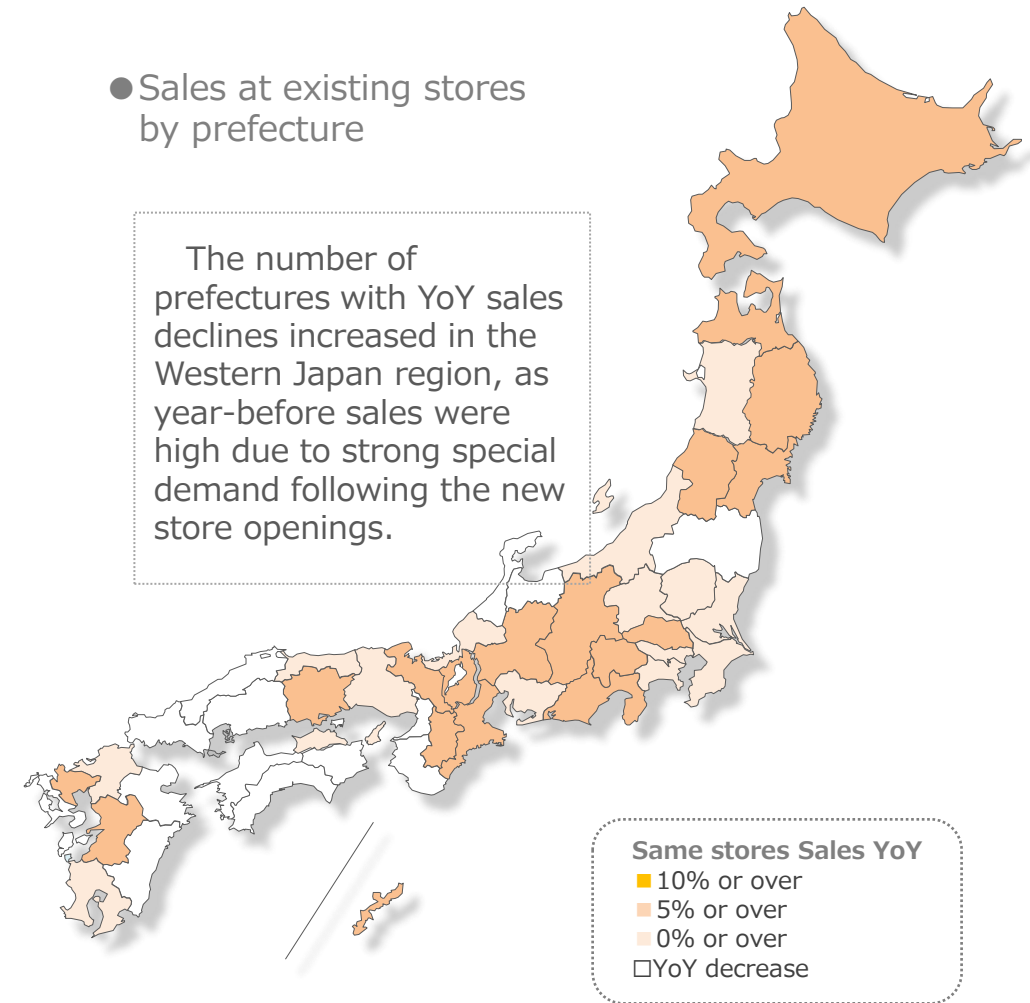 ●Sales at existing stores
by prefecture
The number of
prefectures with YoY sales
declines increased in the
Western Japan region, as
year-before sales were
high due to strong special
demand following the new
store openings.
Same stores Sales YoY
■10% or over
■5% or over
■0% or over
□YoY decrease